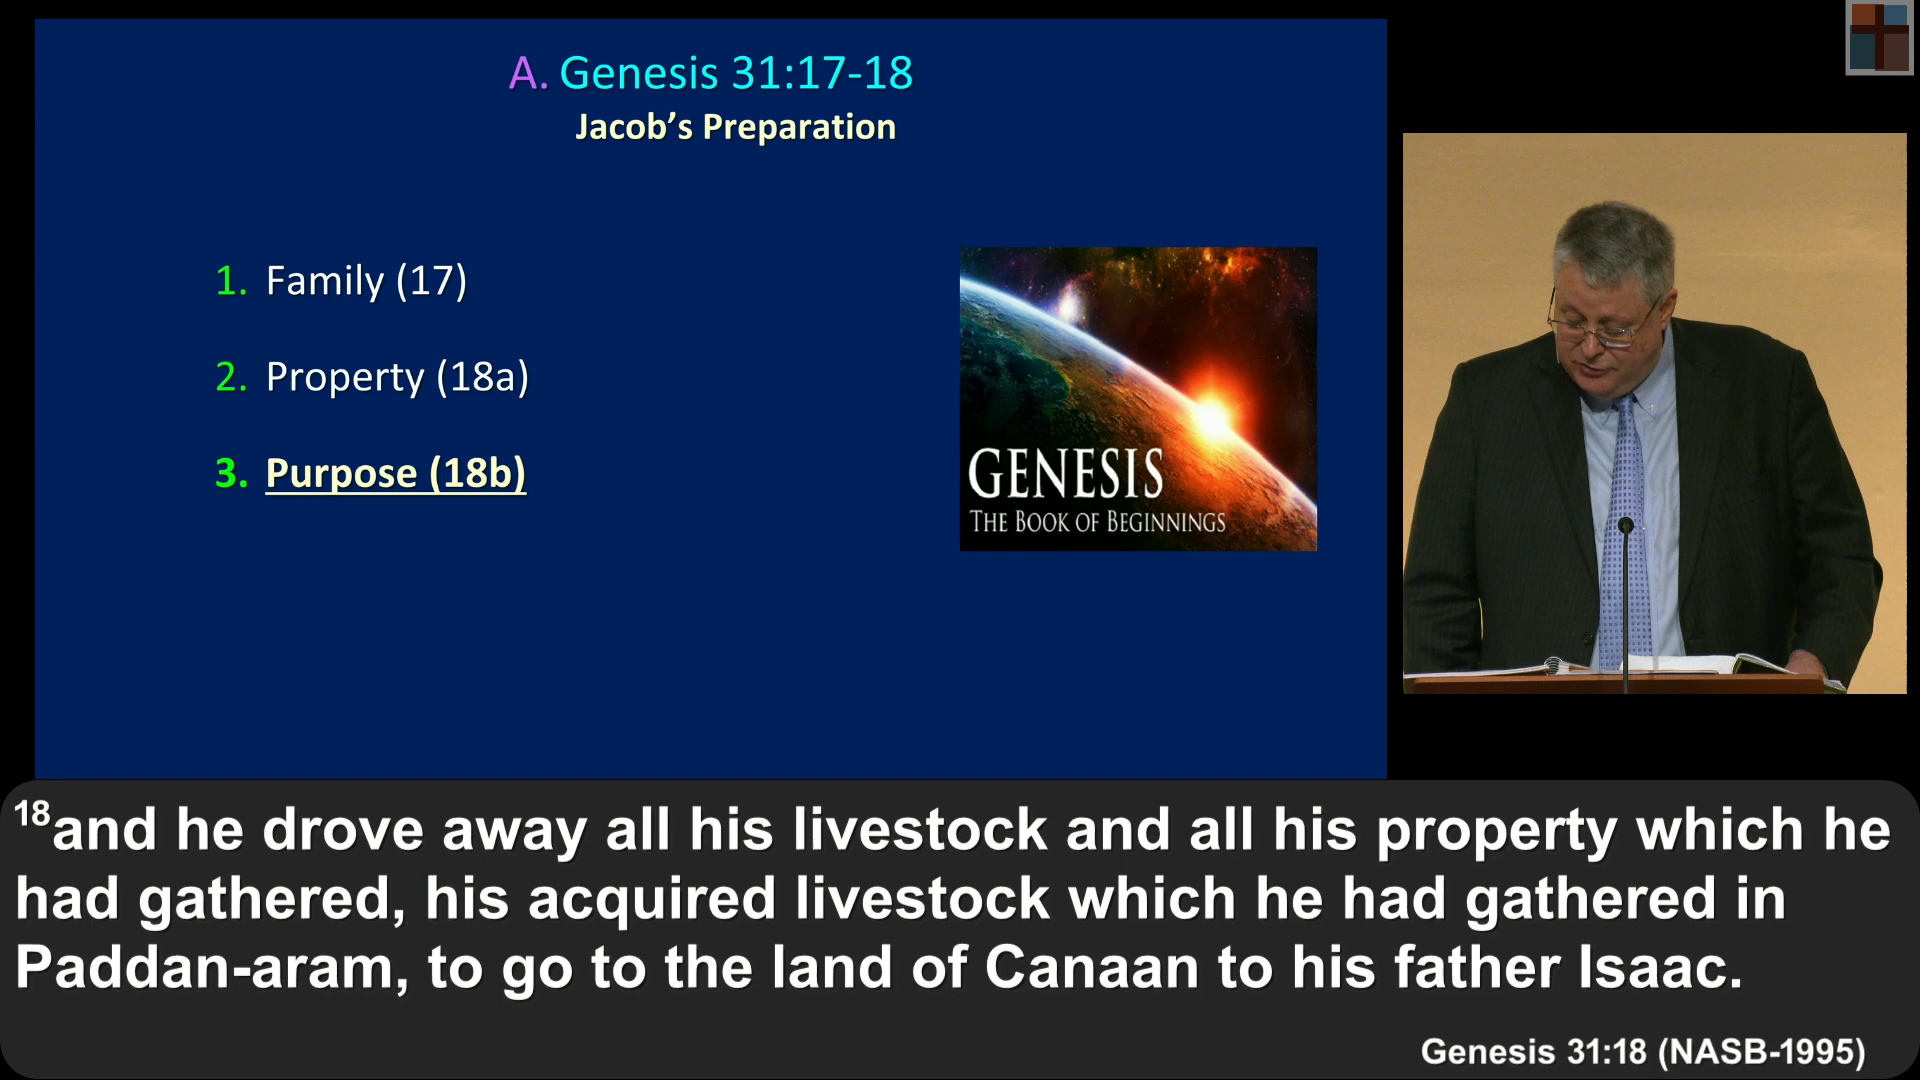 A. Genesis 31:17-18
Jacob’s Preparation
1. Family (17)
2. Property (18a)
3. Purpose (18b)
GENESIS
THE BOOK OF BEGINNINGS
18and he drove away all his livestock and all his property which he
had gathered, his acquired livestock which he had gathered in
Paddan-aram, to go to the land of Canaan to his father Isaac.
Genesis 31:18 (NASB-1995)